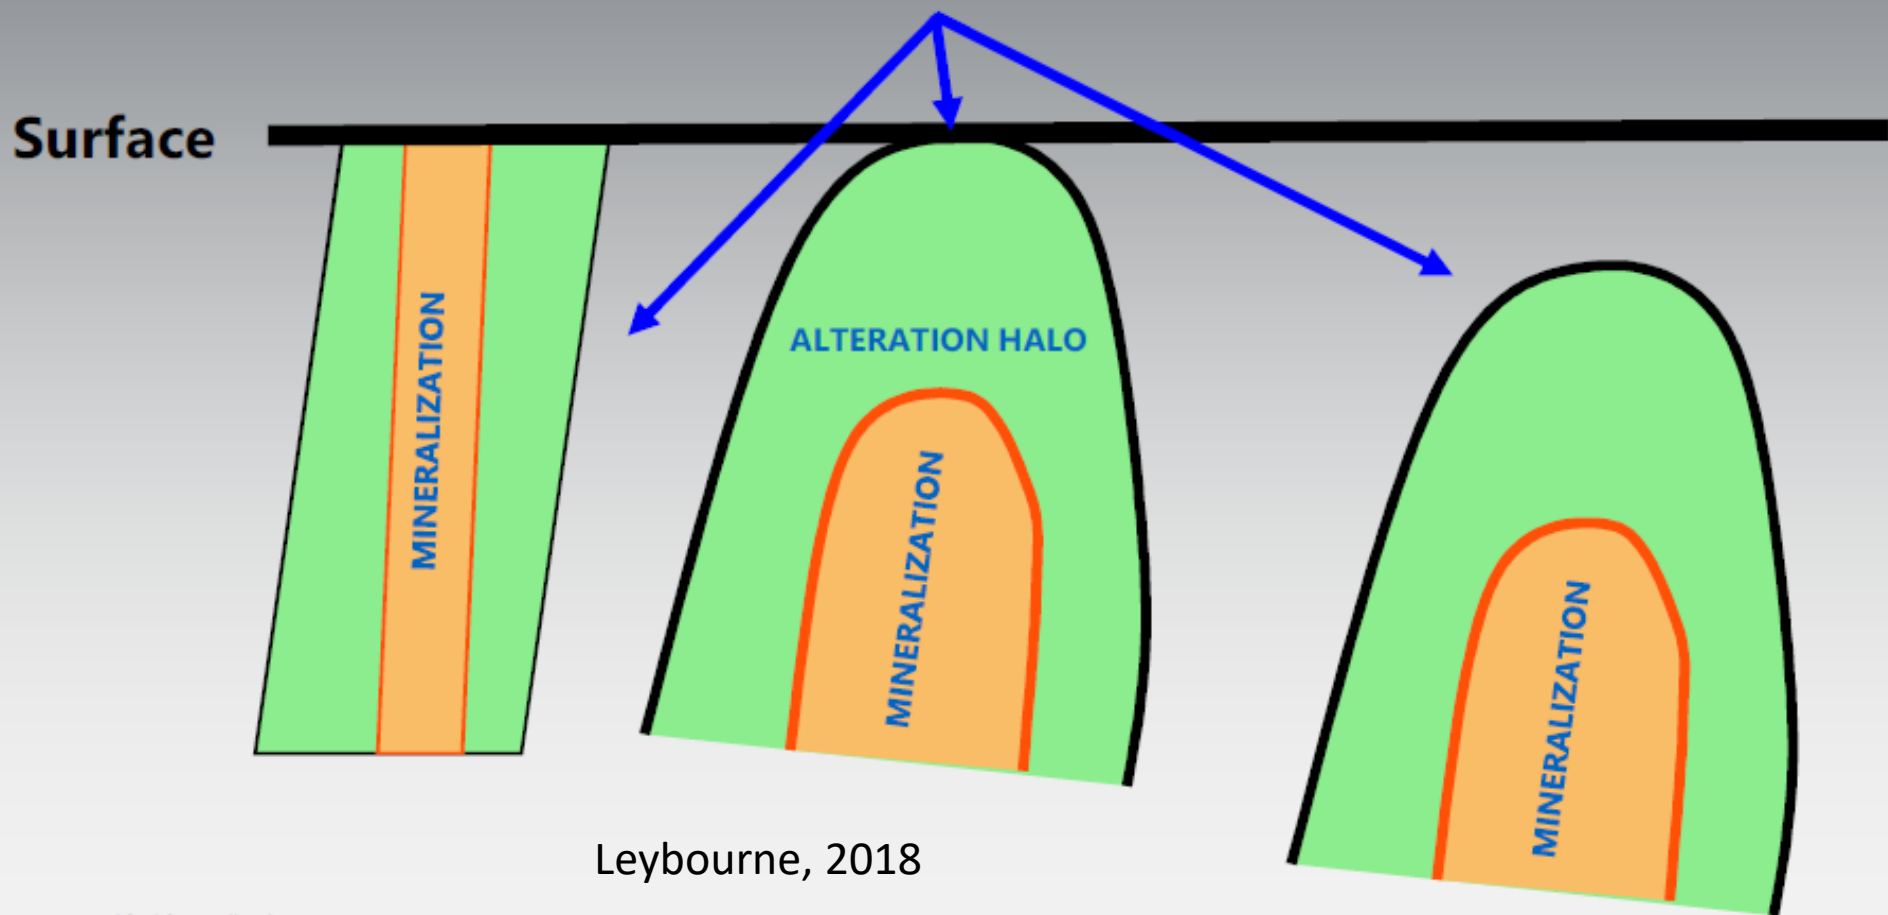 Surface
MINERALIZATION
ALTERATION HALO
MINERALIZATION
MINERALIZATION
Leybourne, 2018